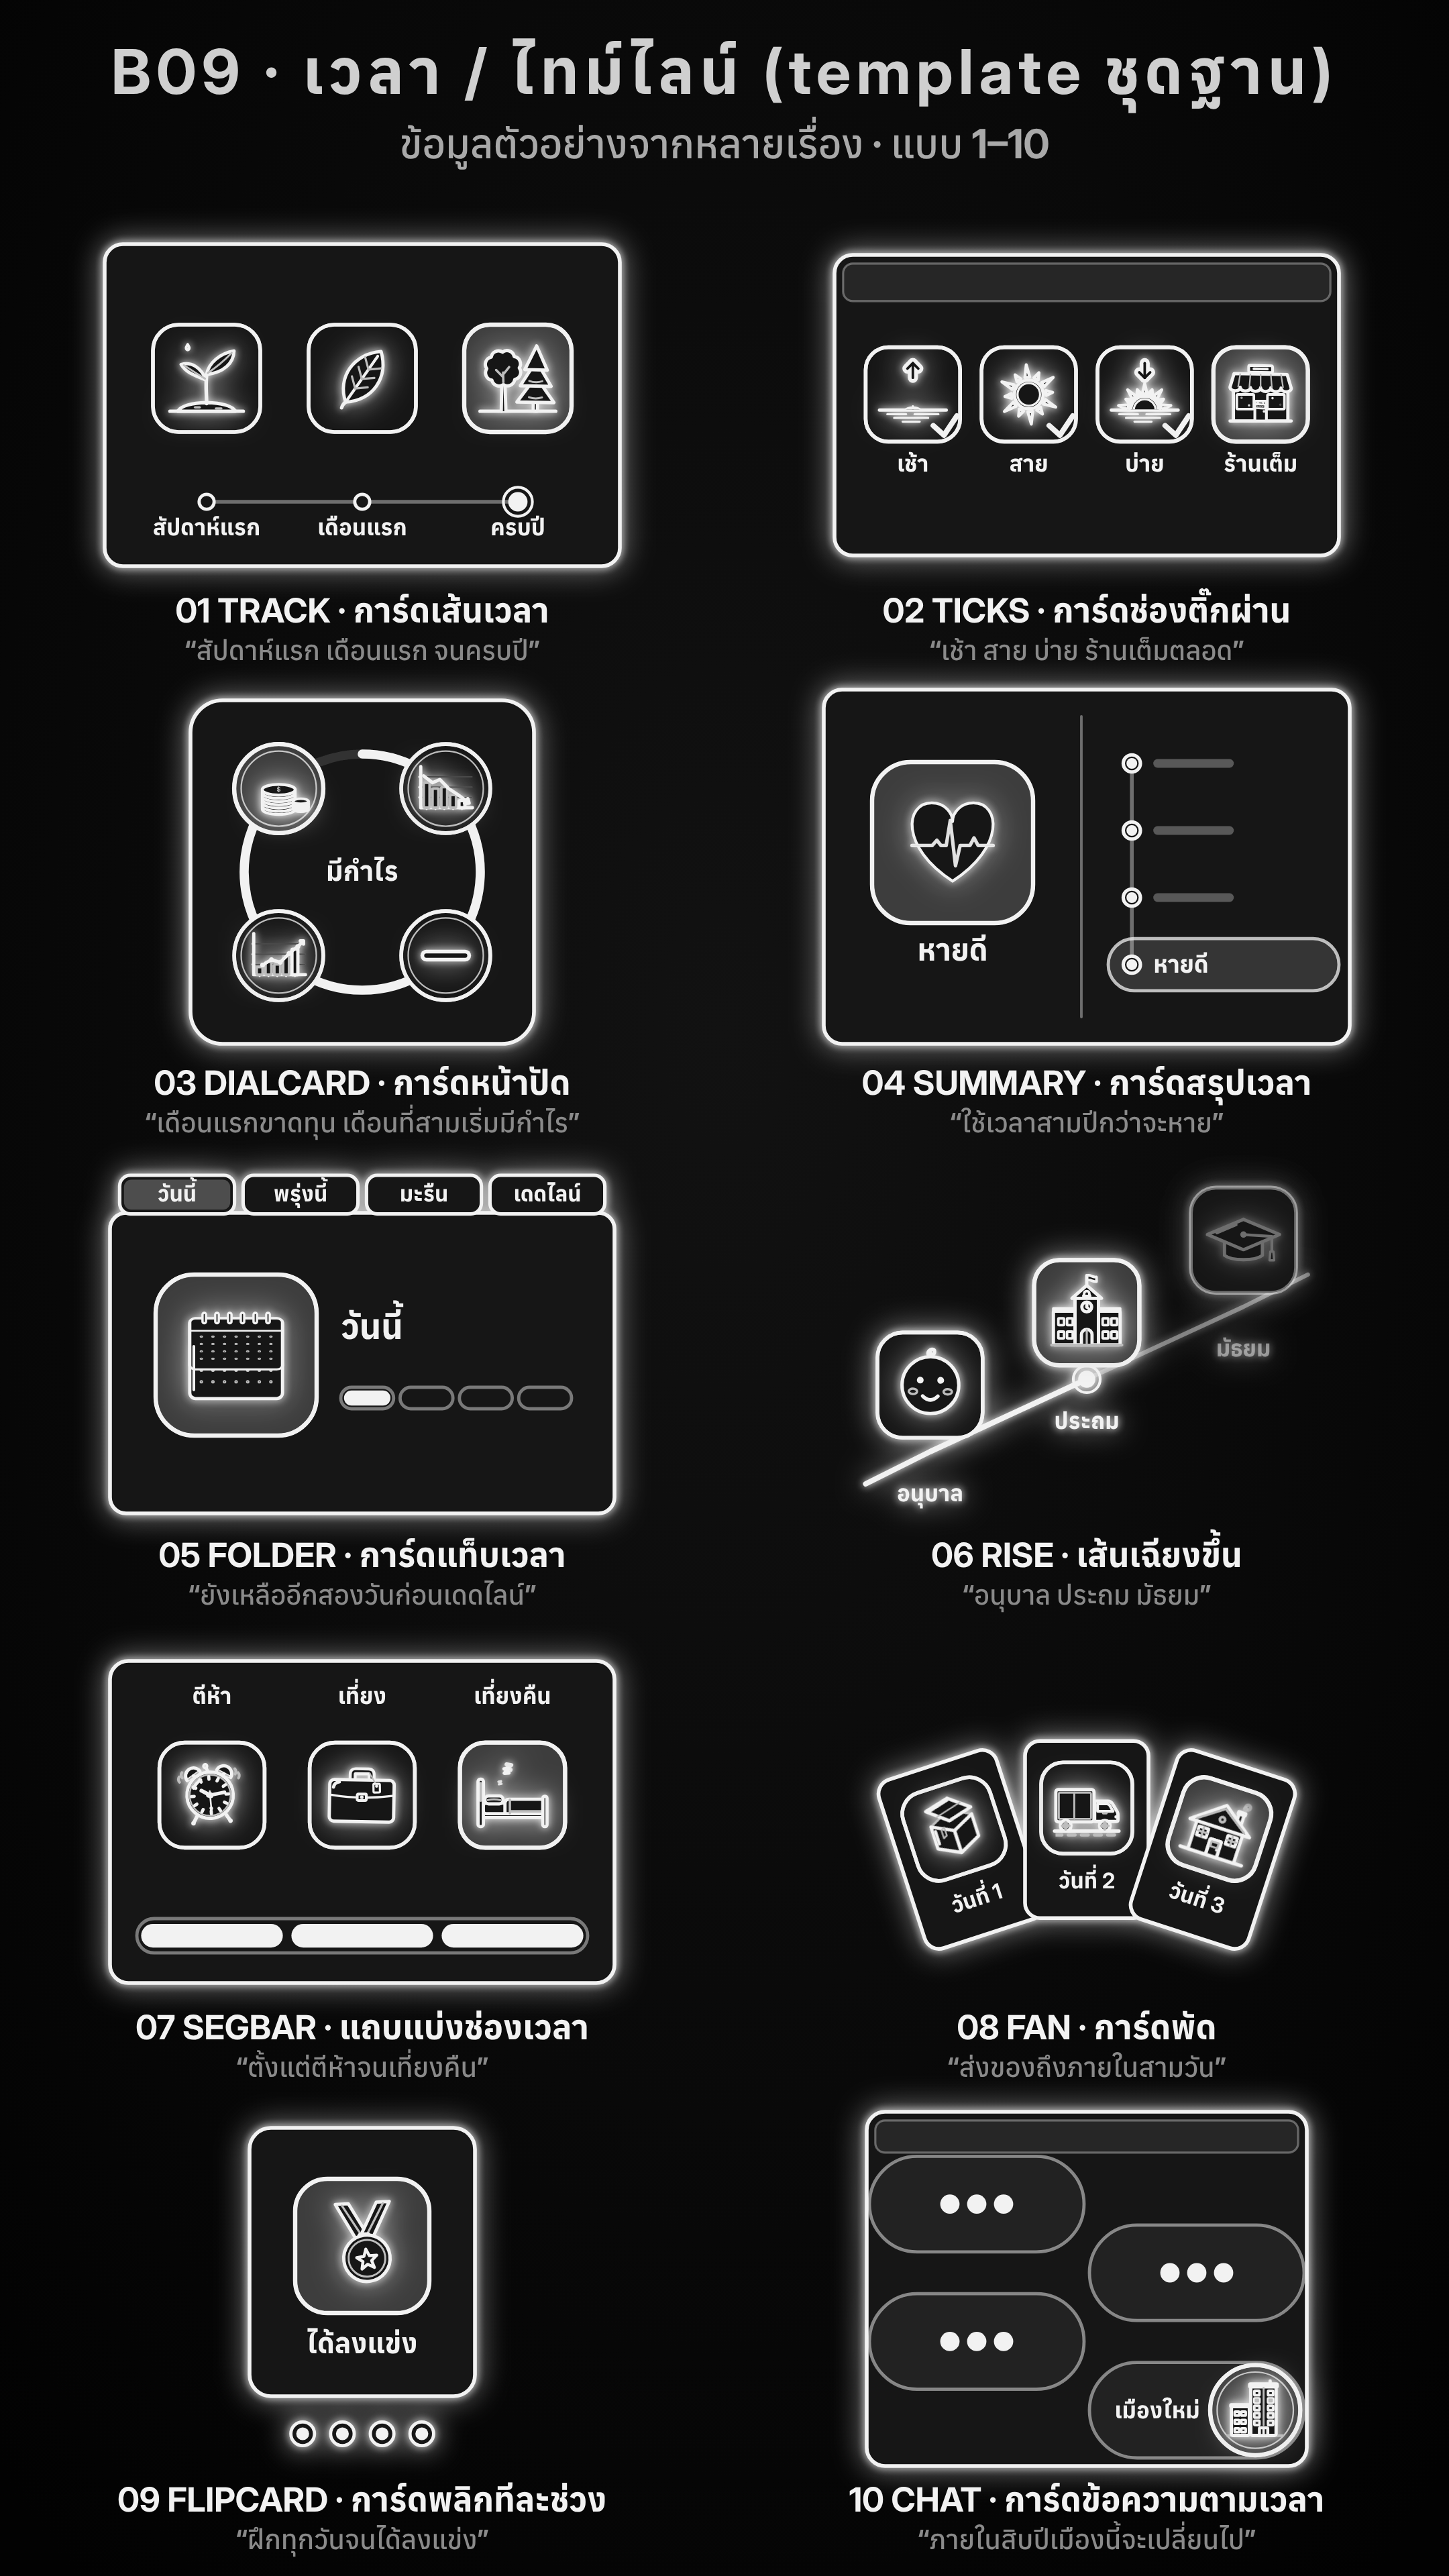 B09 · เวลา / ไทม์ไลน์ (template ชุดฐาน)
ข้อมูลตัวอย่างจากหลายเรื่อง · แบบ 1–10
สัปดาห์แรก เดือนแรก ครบปี
01 TRACK · การ์ดเส้นเวลา
“สัปดาห์แรก เดือนแรก จนครบปี”
เช้า สาย บ่าย ร้านเต็ม
02 TICKS · การ์ดช่องติ๊กผ่าน
“เช้า สาย บ่าย ร้านเต็มตลอด”
มีกำไร
03 DIALCARD · การ์ดหน้าปัด
“เดือนแรกขาดทุน เดือนที่สามเริ่มมีกำไร”
หายดี
หายดี
04 SUMMARY · การ์ดสรุปเวลา
“ใช้เวลาสามปีกว่าจะหาย”
วันนี้ พรุ่งนี้ มะรืน เดดไลน์
วันนี้
05 FOLDER · การ์ดแท็บเวลา
“ยังเหลืออีกสองวันก่อนเดดไลน์”
มัธยม
ประถม
อนุบาล
06 RISE · เส้นเฉียงขึ้น
“อนุบาล ประถม มัธยม”
ตีห้า เที่ยง เที่ยงคืน
07 SEGBAR · แถบแบ่งช่องเวลา
“ตั้งแต่ตีห้าจนเที่ยงคืน”
วันที่ 1 วันที่ 2 วันที่ 3
08 FAN · การ์ดพัด
“ส่งของถึงภายในสามวัน”
ได้ลงแข่ง
09 FLIPCARD · การ์ดพลิกทีละช่วง
“ฝึกทุกวันจนได้ลงแข่ง”
เมืองใหม่
10 CHAT · การ์ดข้อความตามเวลา
“ภายในสิบปีเมืองนี้จะเปลี่ยนไป”